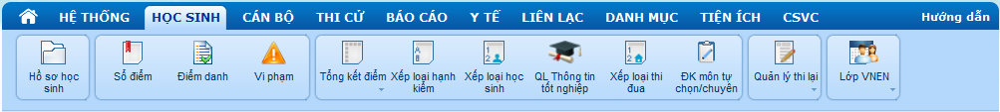 HỆ THỐNG HỌC SINH CÁN BỘ THI CỬ BÁO CÁO Y TẾ LIÊN LẠC DANH MỤC TIỆN ÍCH CSVC Hướng dẫn
Hồ sơ học sinh
Sổ điểm
Điểm danh
Vi phạm
Tổng kết điểm
Xếp loại hạnh kiểm
Xếp loại học sinh
QL Thông tin tốt nghiệp
Xếp loại thi đua
ĐK môn tự chọn/chuyên
Quản lý thi lại
Lớp VNEN